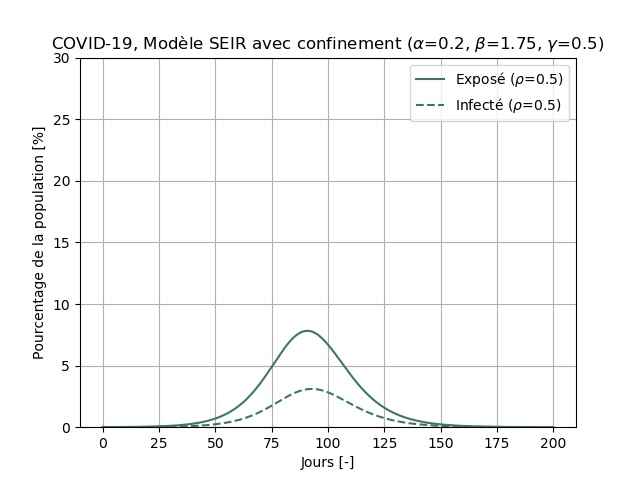 COVID-19, Modèle SEIR avec confinement (α=0.2, β=1.75, γ=0.5)
Exposé (ρ=0.5)
Infecté (ρ=0.5)
Pourcentage de la population [%]
30
25
20
15
10
5
0
0 25 50 75 100 125 150 175 200
Jours [-]